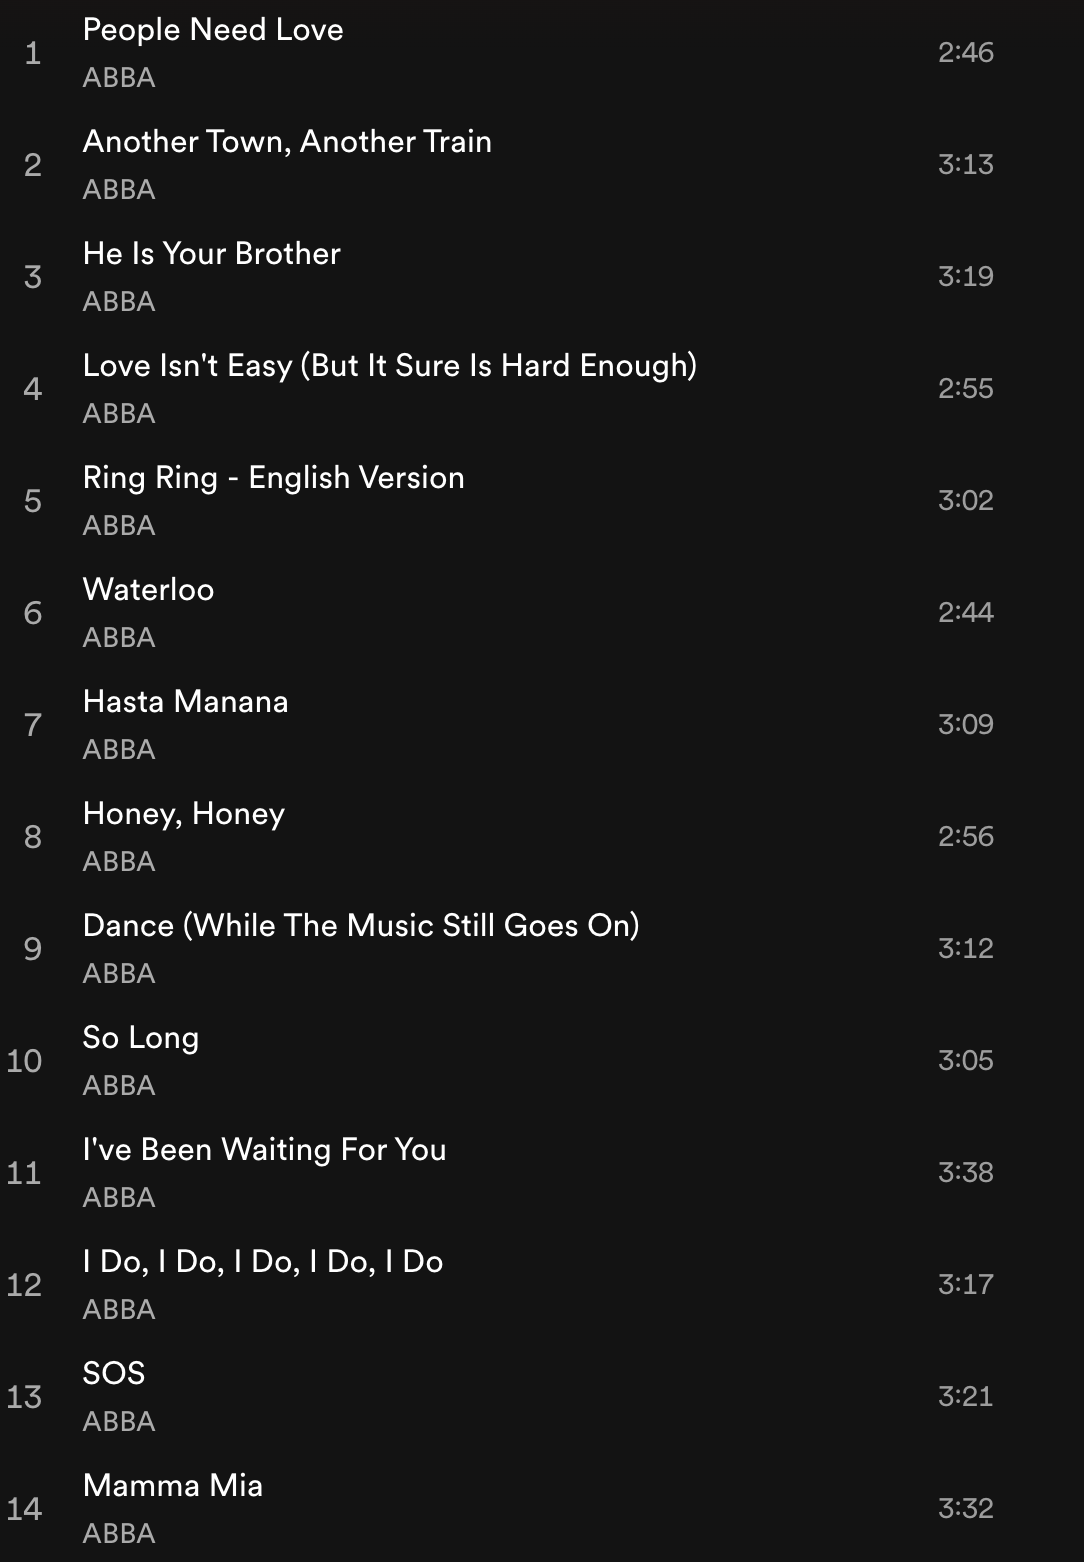 1
People Need Love
ABBA
2:46
2
Another Town, Another Train
ABBA
3:13
3
He Is Your Brother
ABBA
3:19
4
Love Isn't Easy (But It Sure Is Hard Enough)
ABBA
2:55
5
Ring Ring - English Version
ABBA
3:02
6
Waterloo
ABBA
2:44
7
Hasta Manana
ABBA
3:09
8
Honey, Honey
ABBA
2:56
9
Dance (While The Music Still Goes On)
ABBA
3:12
10
So Long
ABBA
3:05
11
I've Been Waiting For You
ABBA
3:38
12
I Do, I Do, I Do, I Do, I Do
ABBA
3:17
13
SOS
ABBA
3:21
14
Mamma Mia
ABBA
3:32